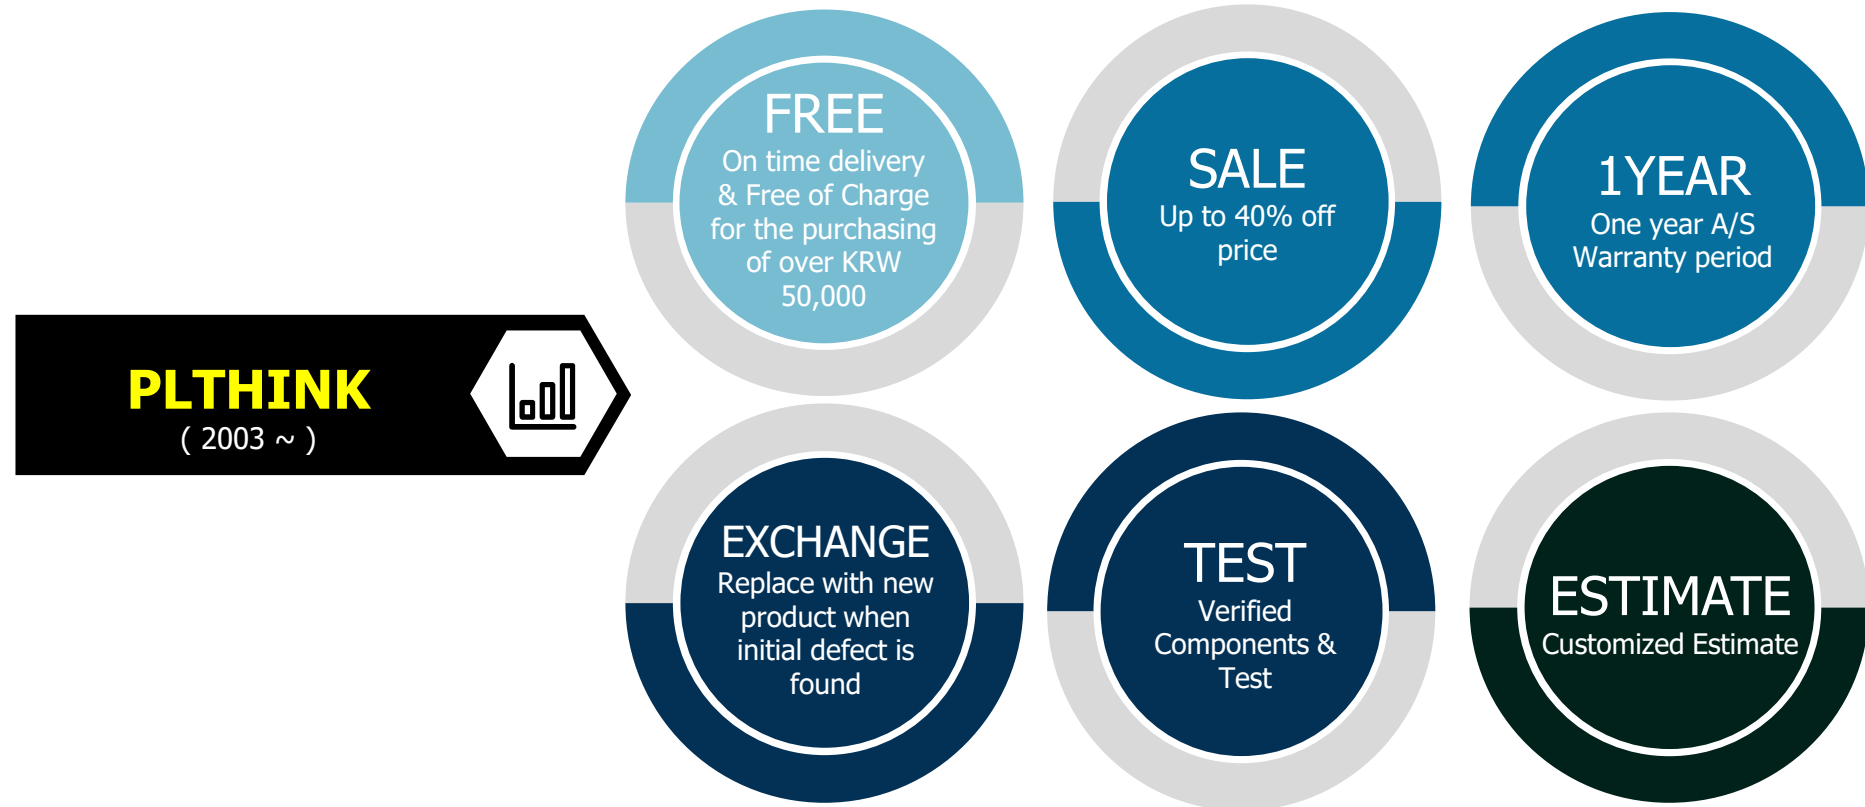 PLTHINK
( 2003 ~ )
FREE
On time delivery
& Free of Charge
for the purchasing
of over KRW
50,000
SALE
Up to 40% off
price
1YEAR
One year A/S
Warranty period
EXCHANGE
Replace with new
product when
initial defect is
found
TEST
Verified
Components &
Test
ESTIMATE
Customized Estimate